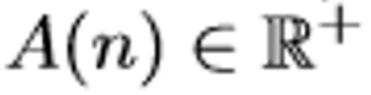 A(n) ∈ ℝ⁺